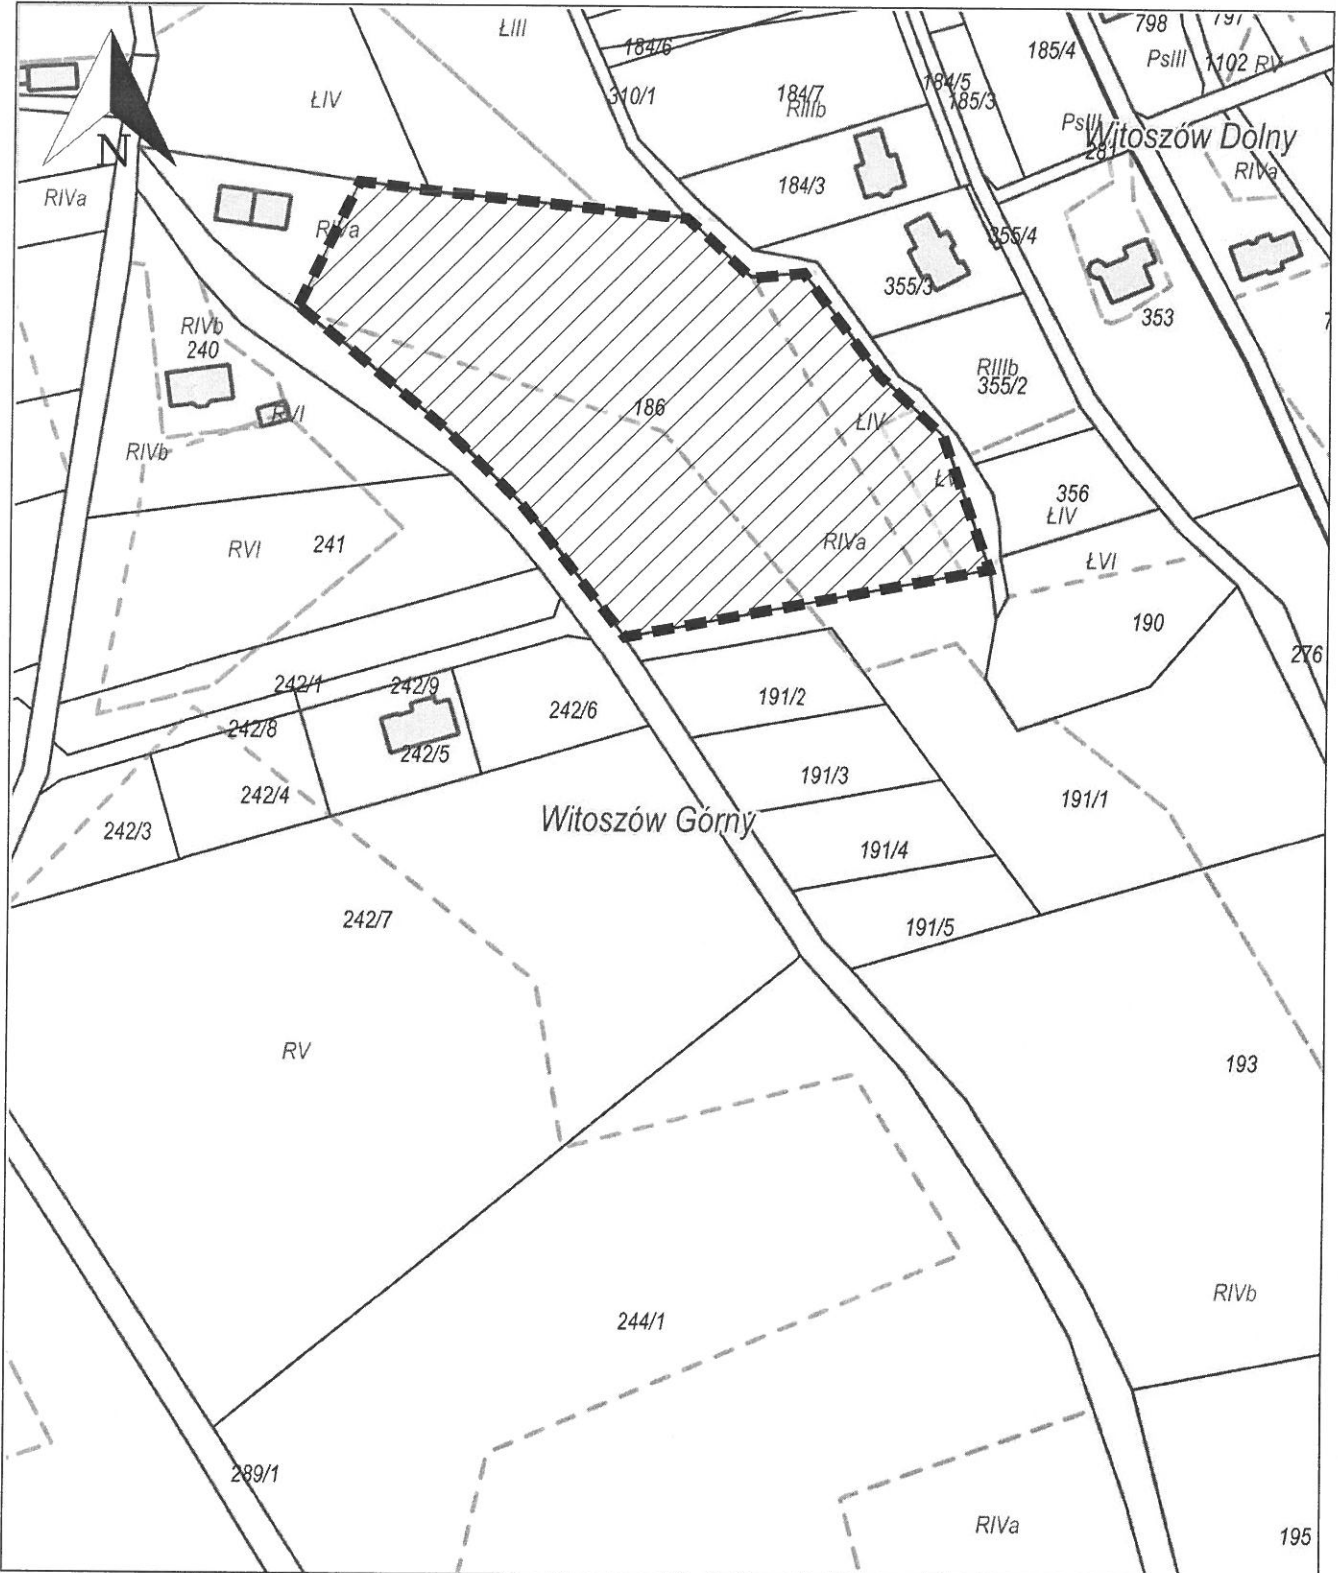 ŁIII
798
797
184/6
185/4
PsIII
1102
RV
ŁIV
310/1
184/7
RIIIb
184/5
185/3
PsIII
Witoszów Dolny
281
N
RIVa
184/3
RIVa
RIVa
355/4
355/3
353
RIVb
240
RIIIb
355/2
186
RVI
ŁIV
RIVb
356
ŁIV
RVI
241
RIVa
ŁVI
190
276
242/1
242/9
191/2
242/6
242/8
242/5
191/3
242/4
191/1
Witoszów Górny
242/3
191/4
242/7
191/5
RV
193
RIVb
244/1
289/1
RIVa
195